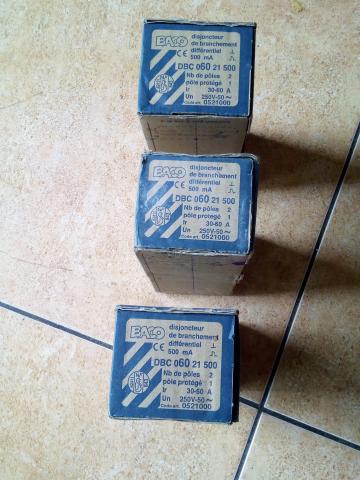 BACO
disjoncteur
de branchement
différentiel
500 mA
CE
DBC 060 21 500
Nb de pôles 2
pôle protégé 1
Ir 30-60 A
Un 250V-50~
Code art. 0521000
BACO
disjoncteur
de branchement
différentiel
500 mA
CE
DBC 060 21 500
Nb de pôles 2
pôle protégé 1
Ir 30-60 A
Un 250V-50~
Code art. 0521000
BACO
disjoncteur
de branchement
différentiel
500 mA
CE
DBC 060 21 500
Nb de pôles 2
pôle protégé 1
Ir 30-60 A
Un 250V-50~
Code art. 0521000